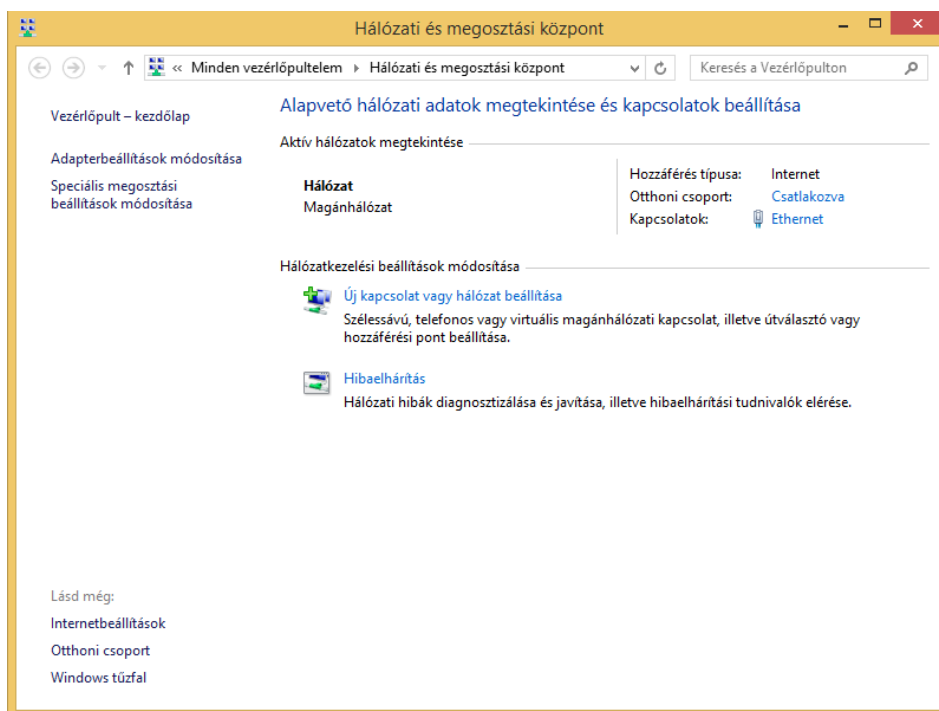 Hálózati és megosztási központ
« Minden vezérlőpultelem Hálózati és megosztási központ
Keresés a Vezérlőpulton
Vezérlőpult – kezdőlap
Adapterbeállítások módosítása
Speciális megosztási
beállítások módosítása
Alapvető hálózati adatok megtekintése és kapcsolatok beállítása
Aktív hálózatok megtekintése
Hálózat
Magánhálózat
Hozzáférés típusa: Internet
Otthoni csoport: Csatlakozva
Kapcsolatok: Ethernet
Hálózatkezelési beállítások módosítása
Új kapcsolat vagy hálózat beállítása
Szélessávú, telefonos vagy virtuális magánhálózati kapcsolat, illetve útválasztó vagy
hozzáférési pont beállítása.
Hibaelhárítás
Hálózati hibák diagnosztizálása és javítása, illetve hibaelhárítási tudnivalók elérése.
Lásd még:
Internetbeállítások
Otthoni csoport
Windows tűzfal